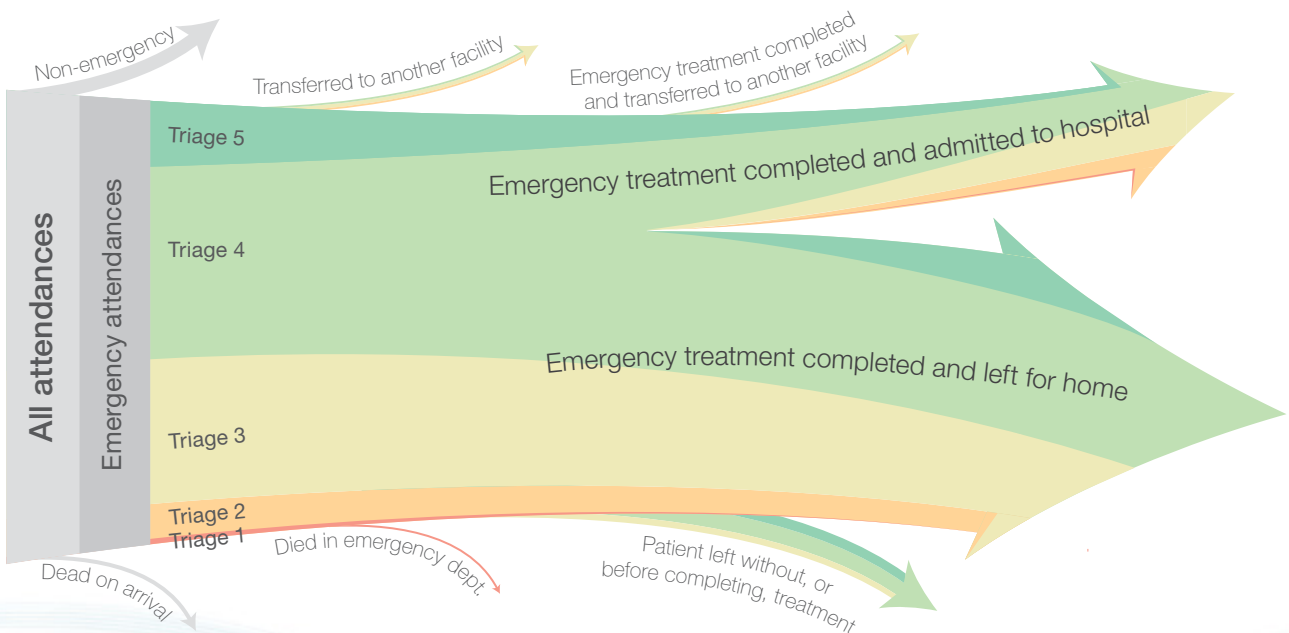 Non-emergency
Transferred to another facility
Emergency treatment completed
and transferred to another facility
All attendances
Emergency attendances
Triage 5
Emergency treatment completed and admitted to hospital
Triage 4
Emergency treatment completed and left for home
Triage 3
Triage 2
Triage 1
Dead on arrival
Died in emergency dept.
Patient left without, or
before completing, treatment